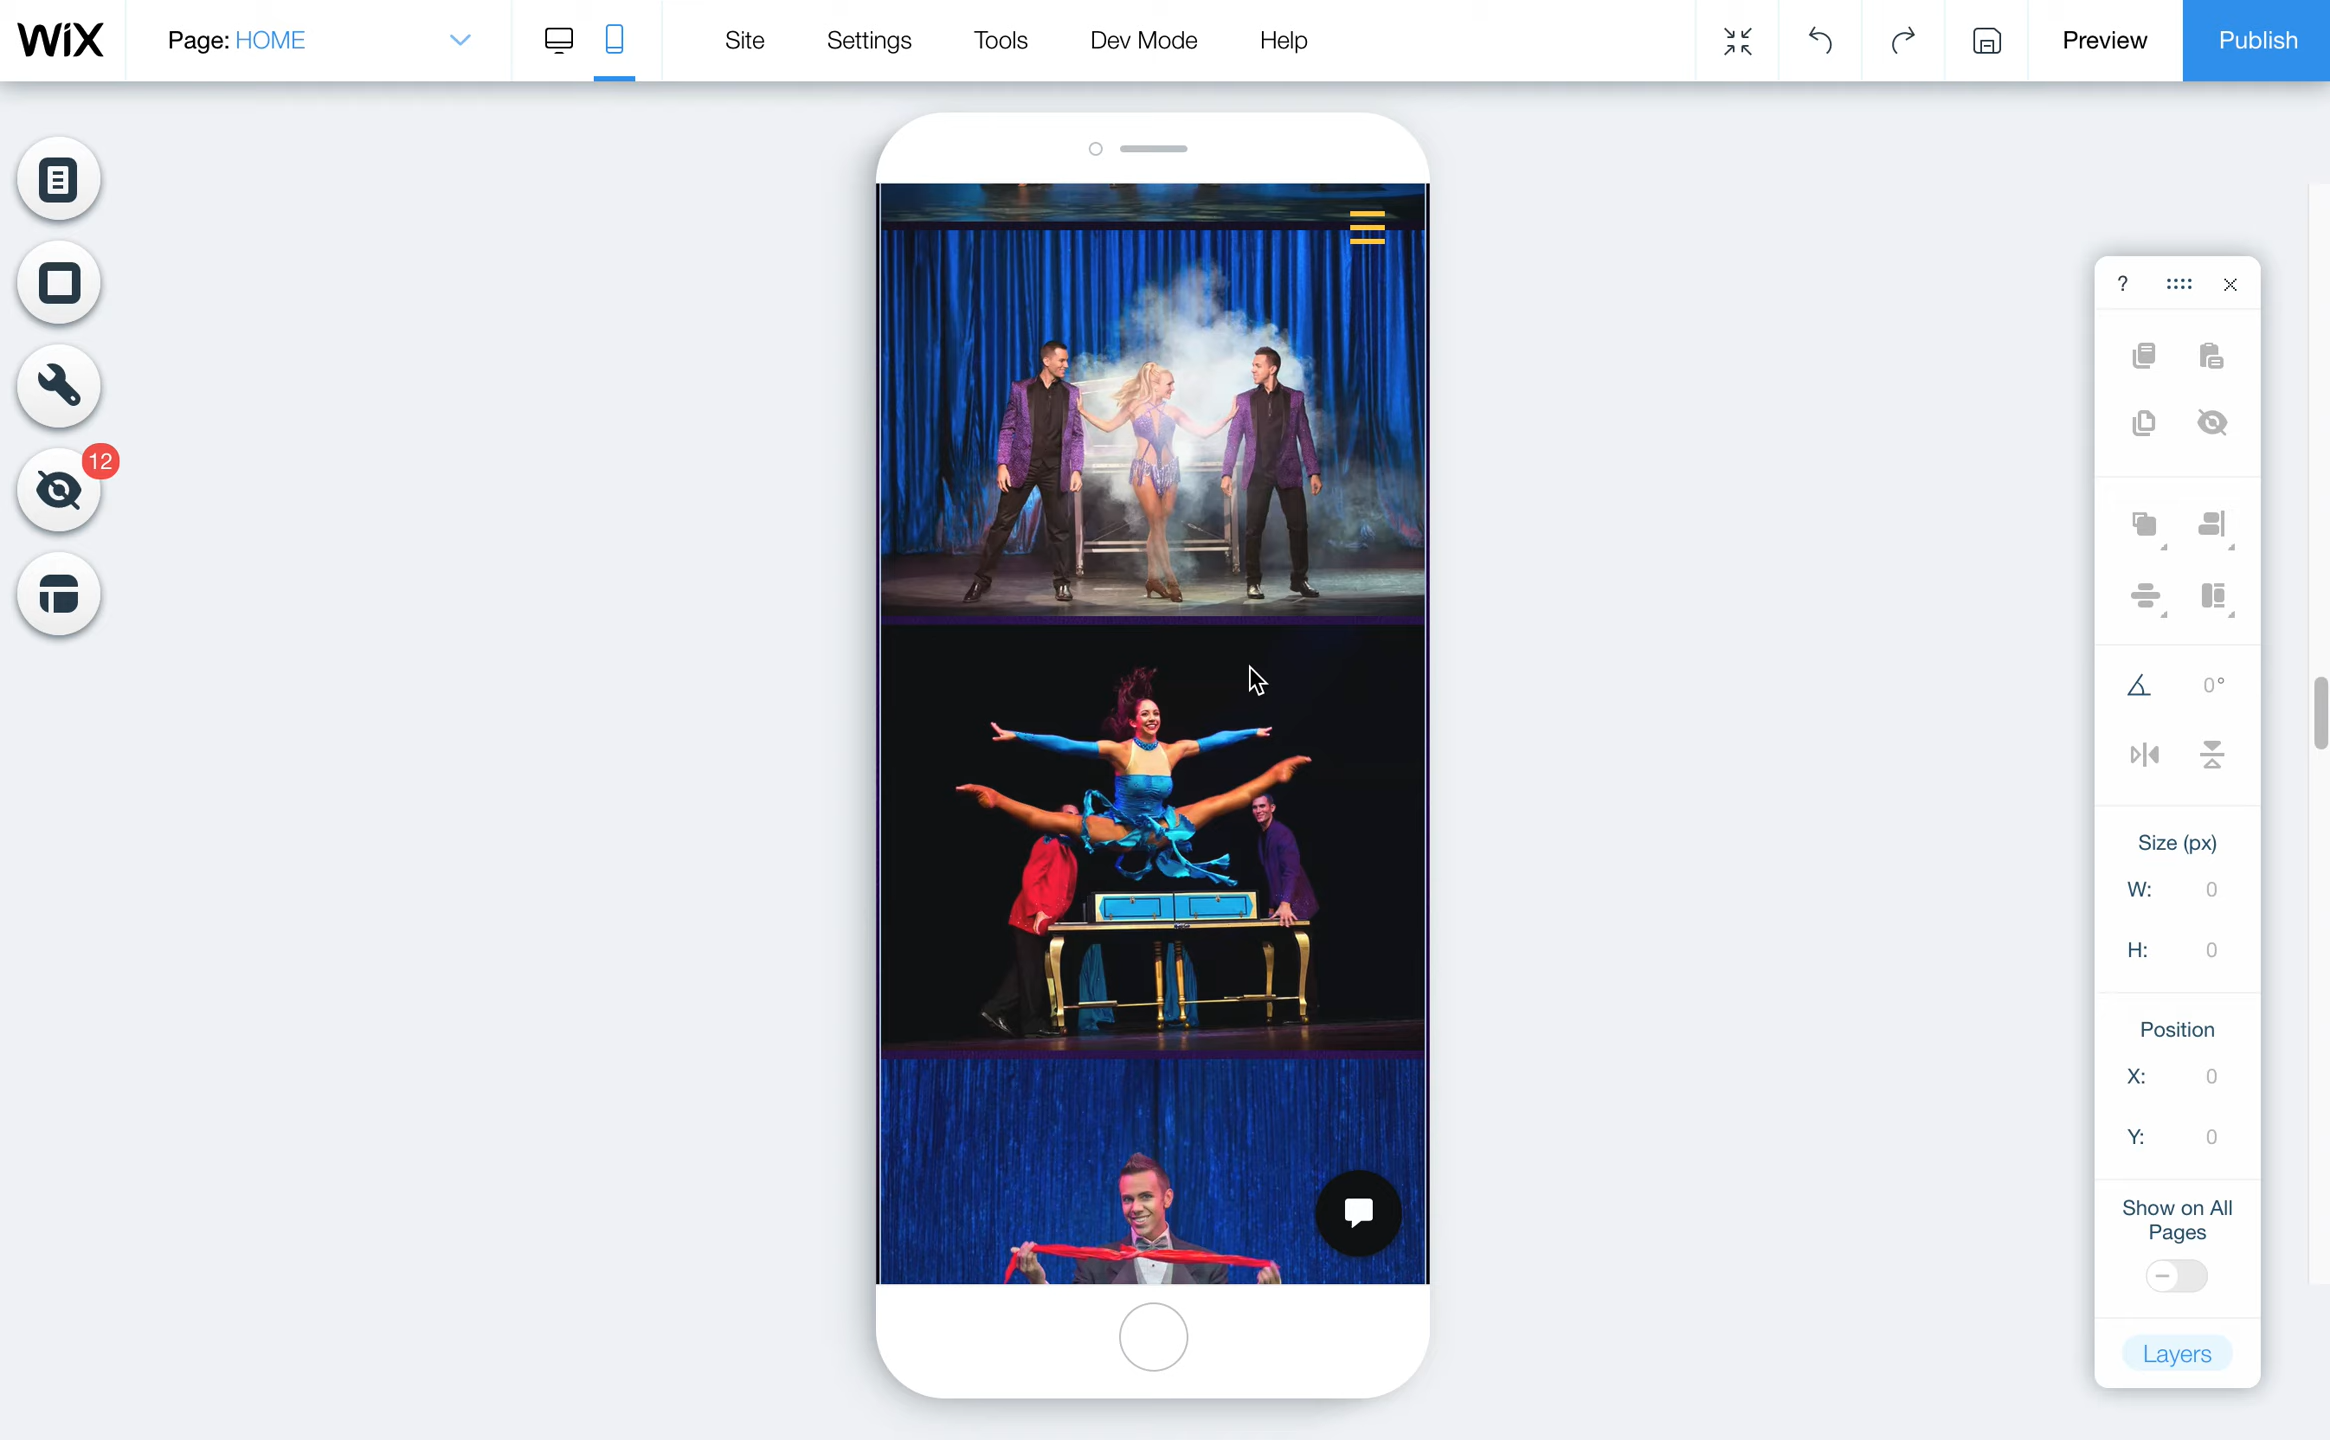 WiX
Page: HOME
Site
Settings
Tools
Dev Mode
Help
Preview
Publish
12
?
0°
Size (px)
W: 0
H: 0
Position
X: 0
Y: 0
Show on All
Pages
Layers